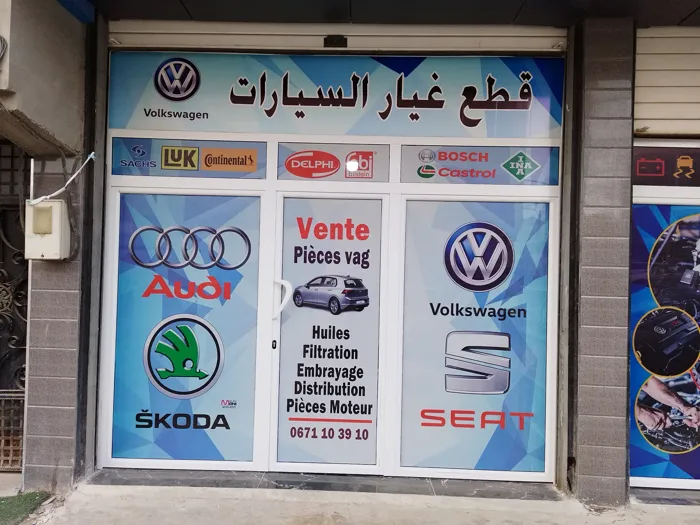 Volkswagen
قطع غيار السيارات
SACHS
LUK
Continental
DELPHI
bilstein
BOSCH
Castrol
INA
Audi
ŠKODA
Vente
Pièces vag
Huiles
Filtration
Embrayage
Distribution
Pièces Moteur
0671 10 39 10
Volkswagen
SEAT